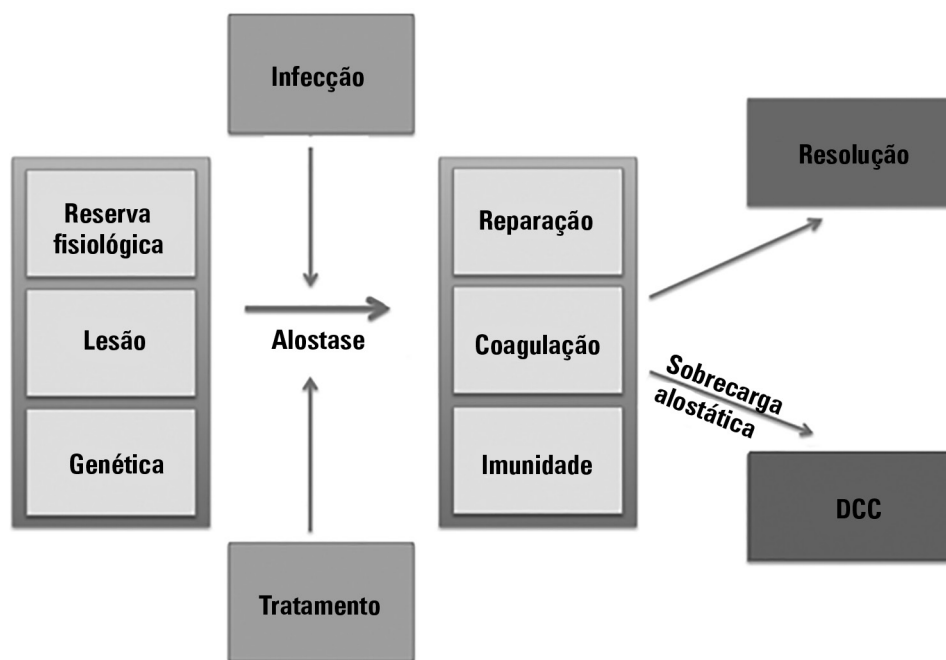 Infecção
Reserva
fisiológica
Lesão
Genética
Alostase
Tratamento
Reparação
Coagulação
Imunidade
Resolução
Sobrecarga
alostática
DCC